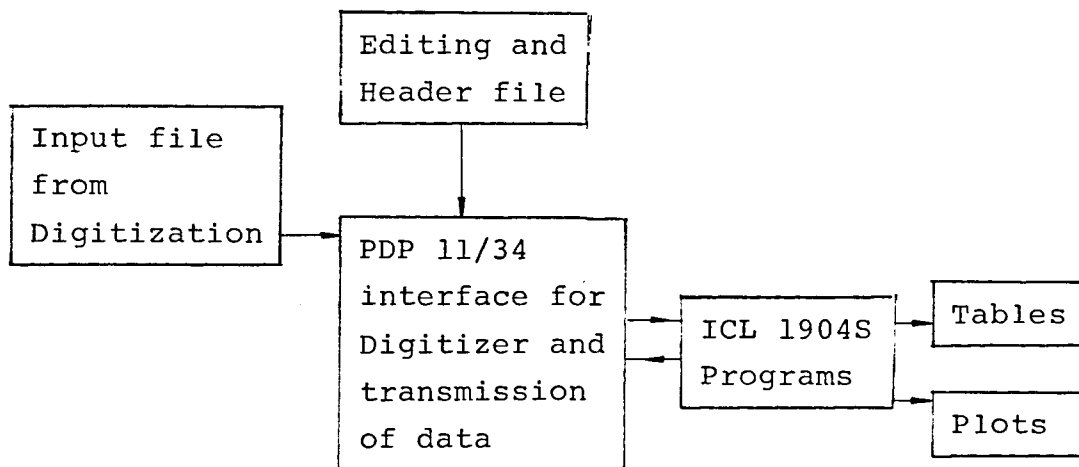 Editing and
Header file
Input file
from
Digitization
PDP 11/34
interface for
Digitizer and
transmission
of data
ICL 1904S
Programs
Tables
Plots